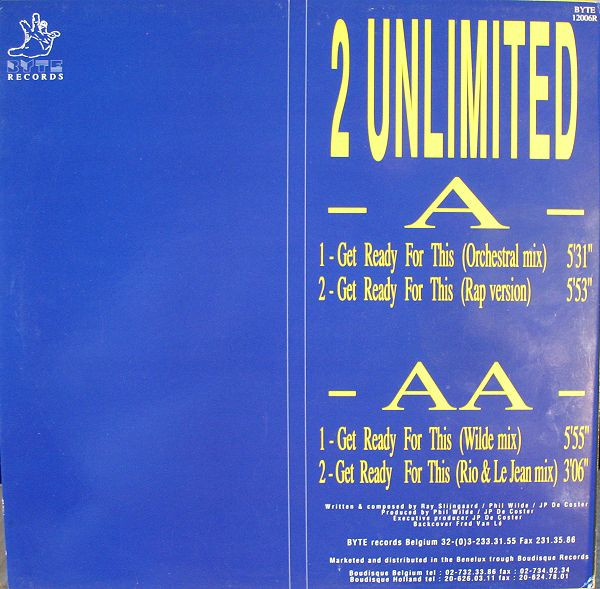 BYTE
RECORDS
BYTE
12006R
2 UNLIMITED
- A -
1 - Get Ready For This (Orchestral mix) 5'31"
2 - Get Ready For This (Rap version) 5'53"
- AA -
1 - Get Ready For This (Wilde mix) 5'55"
2 - Get Ready For This (Rio & Le Jean mix) 3'06"
Written & composed by Ray Slijngaard / Phil Wilde / JP De Coster
Produced by Phil Wilde / JP De Coster
Executive producer JP De Coster
Backcover Fred Van Lé
BYTE records Belgium 32-(0)3-233.31.55 Fax 231.35.86
Marketed and distributed in the Benelux trough Boudisque Records
Boudisque Belgium tel : 02-732.33.86 fax : 02-734.02.34
Boudisque Holland tel : 20-626.03.11 fax : 20-624.78.01